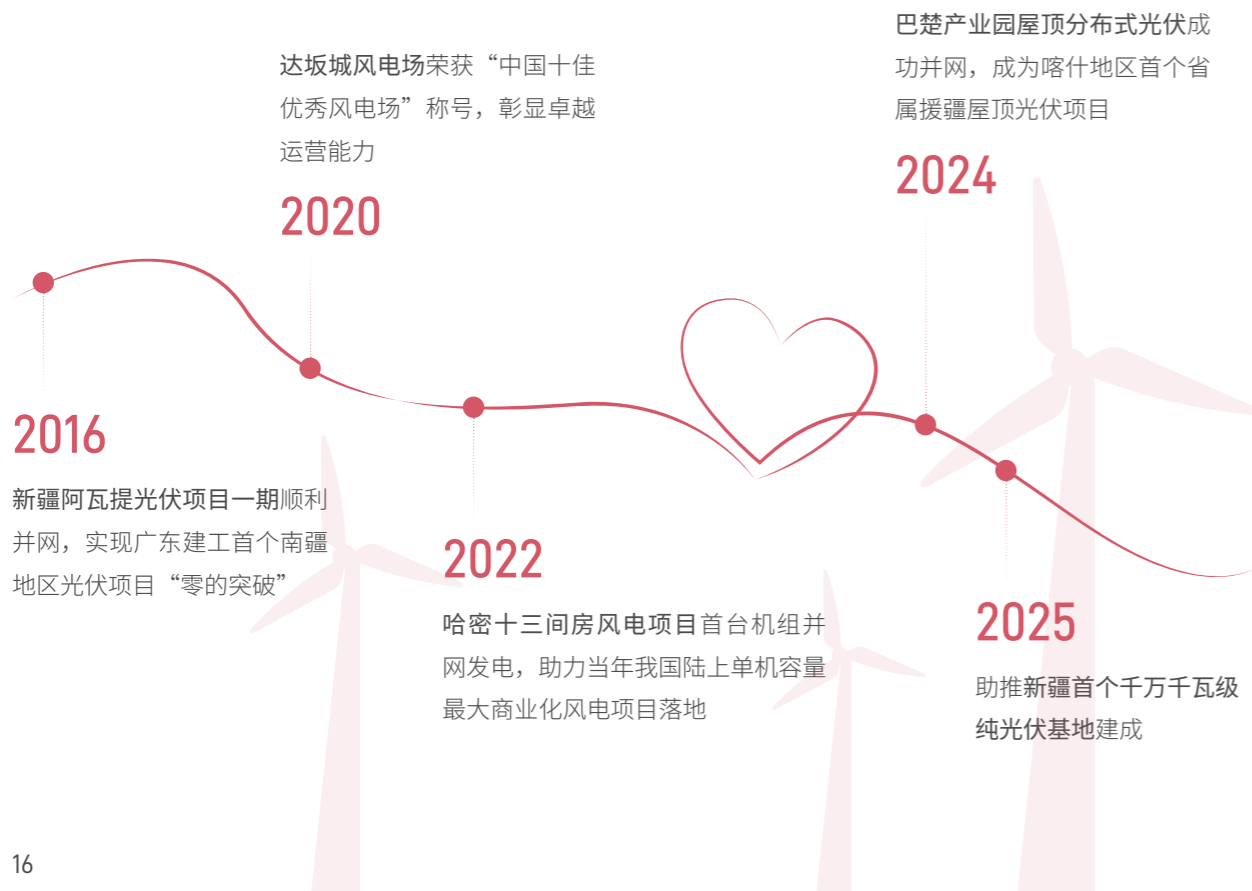 2016
新疆阿瓦提光伏项目一期顺利
并网，实现广东建工首个南疆
地区光伏项目“零的突破”
达坂城风电场荣获“中国十佳
优秀风电场”称号，彰显卓越
运营能力
2020
2022
哈密十三间房风电项目首台机组并
网发电，助力当年我国陆上单机容量
最大商业化风电项目落地
巴楚产业园屋顶分布式光伏成
功并网，成为喀什地区首个省
属援疆屋顶光伏项目
2024
2025
助推新疆首个千万千瓦级
纯光伏基地建成
16